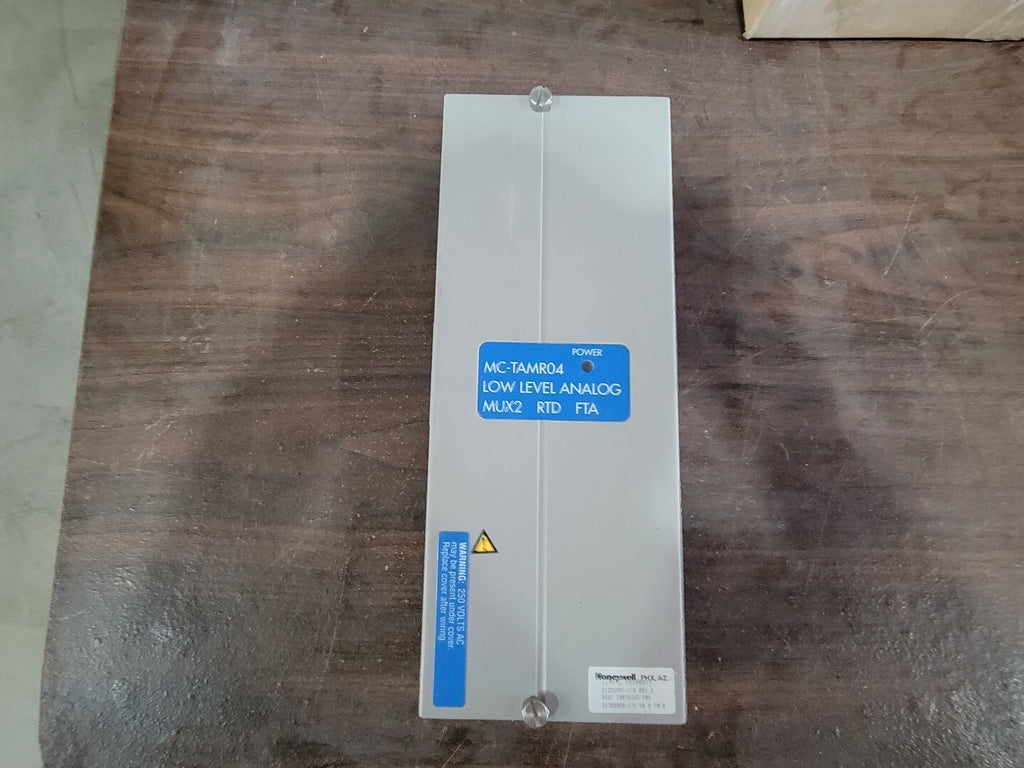 POWER
MC-TAMR04
LOW LEVEL ANALOG
MUX2 RTD FTA
WARNING: 250 VOLTS AC
may be present under cover.
Replace cover after wiring.
Honeywell PHX, AZ